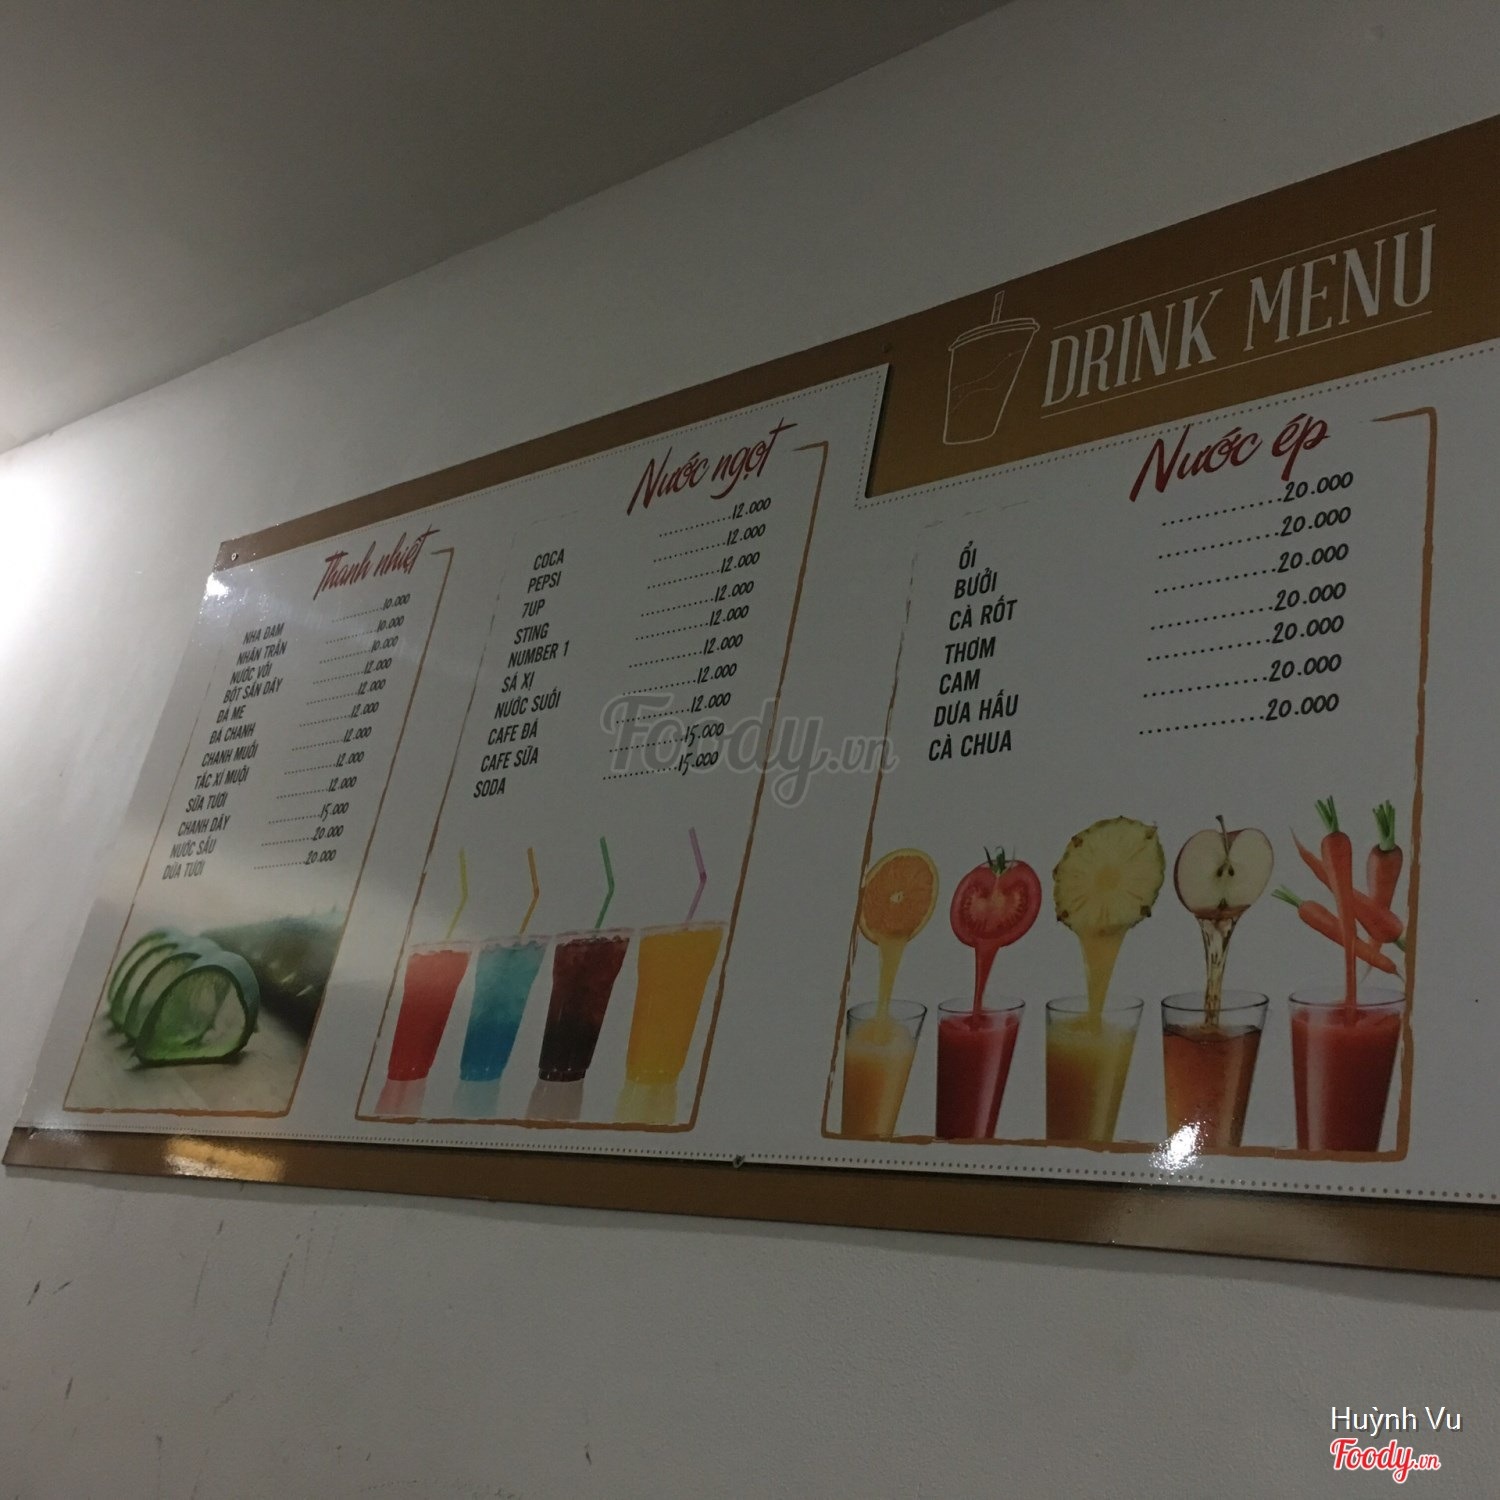 DRINK MENU
Thanh nhiệt
NHA ĐAM ..........10.000
NHÂN TRẦN ..........10.000
NƯỚC VỐI ..........10.000
BỘT SẮN DÂY ..........12.000
ĐÁ ME ..........12.000
ĐÁ CHANH ..........12.000
CHANH MUỐI ..........12.000
TẮC XÍ MUỘI ..........12.000
SỮA TƯƠI ..........12.000
CHANH DÂY ..........15.000
NƯỚC SẤU ..........20.000
DỪA TƯƠI ..........20.000
Nước ngọt
COCA ..........12.000
PEPSI ..........12.000
7UP ..........12.000
STING ..........12.000
NUMBER 1 ..........12.000
SÁ XỊ ..........12.000
NƯỚC SUỐI ..........12.000
CAFE ĐÁ ..........12.000
CAFE SỮA ..........15.000
SODA ..........15.000
Nước ép
ỔI ..........20.000
BƯỞI ..........20.000
CÀ RỐT ..........20.000
THƠM ..........20.000
CAM ..........20.000
DƯA HẤU ..........20.000
CÀ CHUA ..........20.000
Foody.vn
Huỳnh Vu
Foody.vn